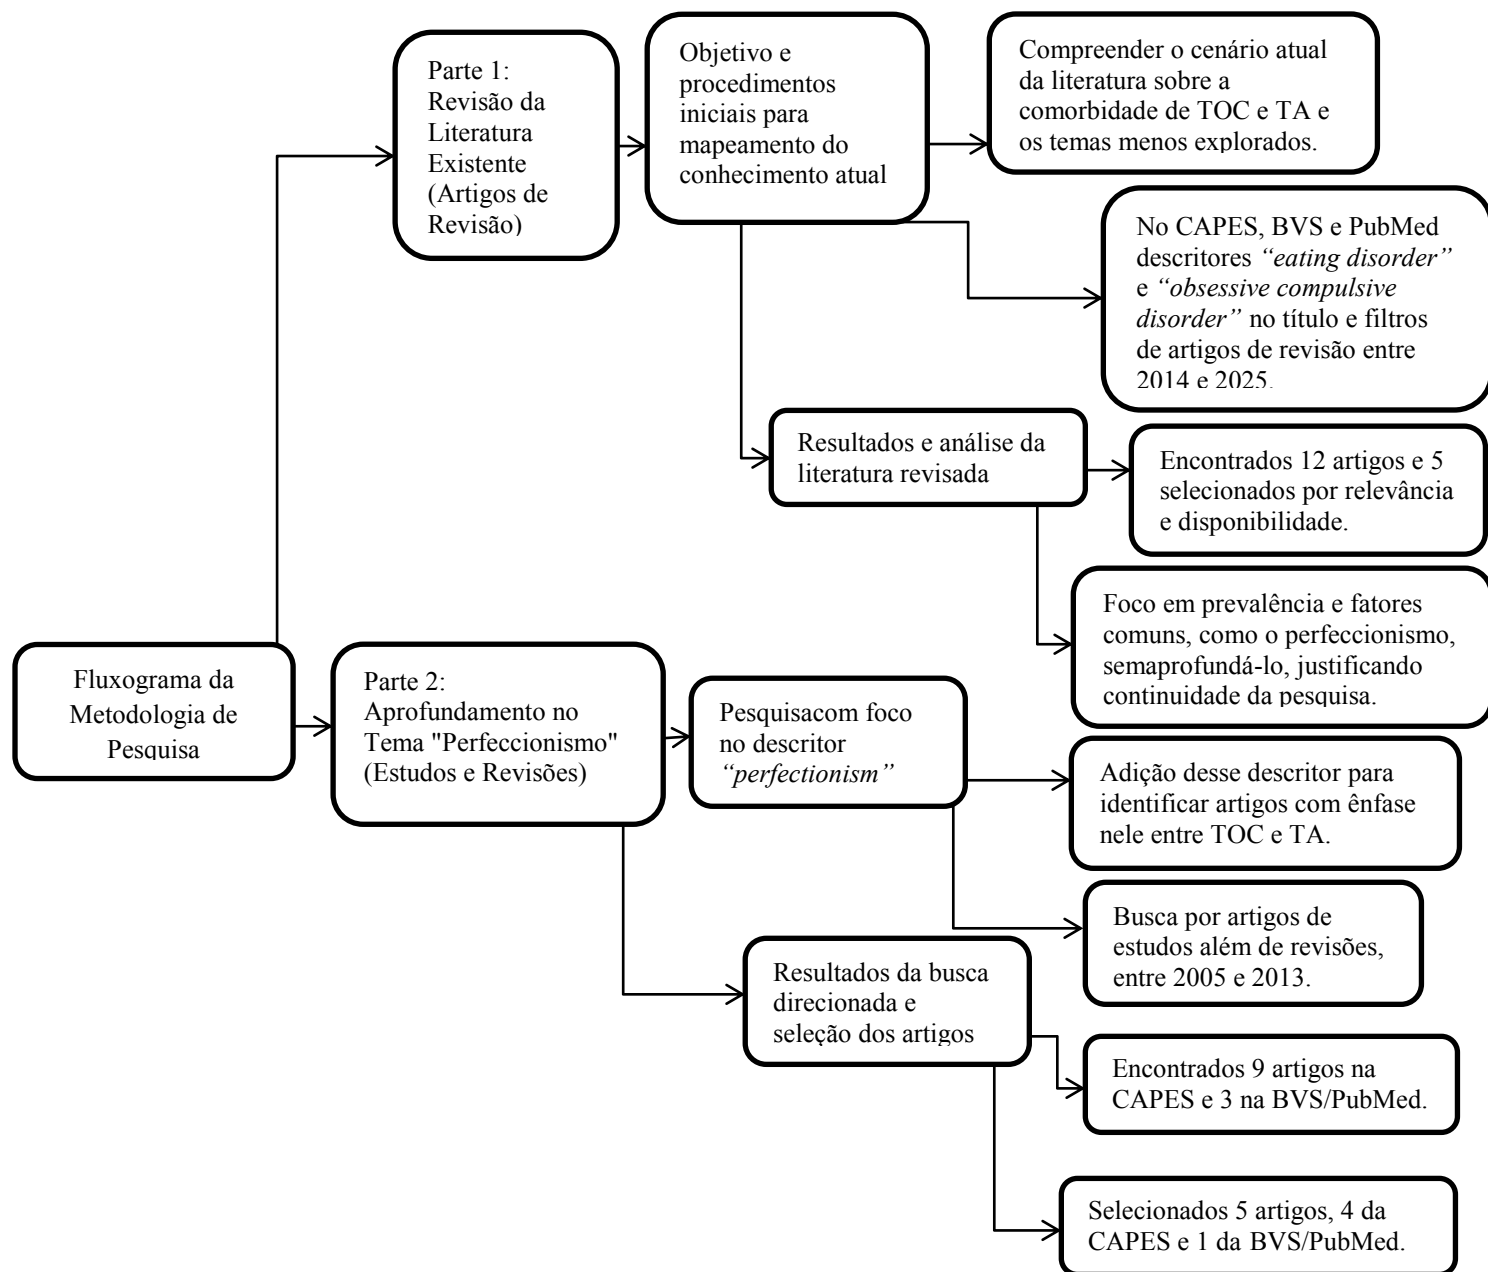 Fluxograma da
Metodologia de
Pesquisa
Parte 1:
Revisão da
Literatura
Existente
(Artigos de
Revisão)
Objetivo e
procedimentos
iniciais para
mapeamento do
conhecimento atual
Compreender o cenário atual
da literatura sobre a
comorbidade de TOC e TA e
os temas menos explorados.
No CAPES, BVS e PubMed
descritores “eating disorder”
e “obsessive compulsive
disorder” no título e filtros
de artigos de revisão entre
2014 e 2025.
Resultados e análise da
literatura revisada
Encontrados 12 artigos e 5
selecionados por relevância
e disponibilidade.
Foco em prevalência e fatores
comuns, como o perfeccionismo,
semaprofundá-lo, justificando
continuidade da pesquisa.
Parte 2:
Aprofundamento no
Tema "Perfeccionismo"
(Estudos e Revisões)
Pesquisacom foco
no descritor
“perfectionism”
Adição desse descritor para
identificar artigos com ênfase
nele entre TOC e TA.
Busca por artigos de
estudos além de revisões,
entre 2005 e 2013.
Resultados da busca
direcionada e
seleção dos artigos
Encontrados 9 artigos na
CAPES e 3 na BVS/PubMed.
Selecionados 5 artigos, 4 da
CAPES e 1 da BVS/PubMed.